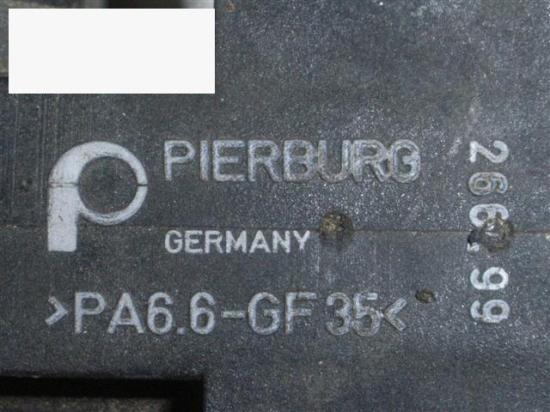 PIERBURG
GERMANY
>PA6.6-GF35<
266.99